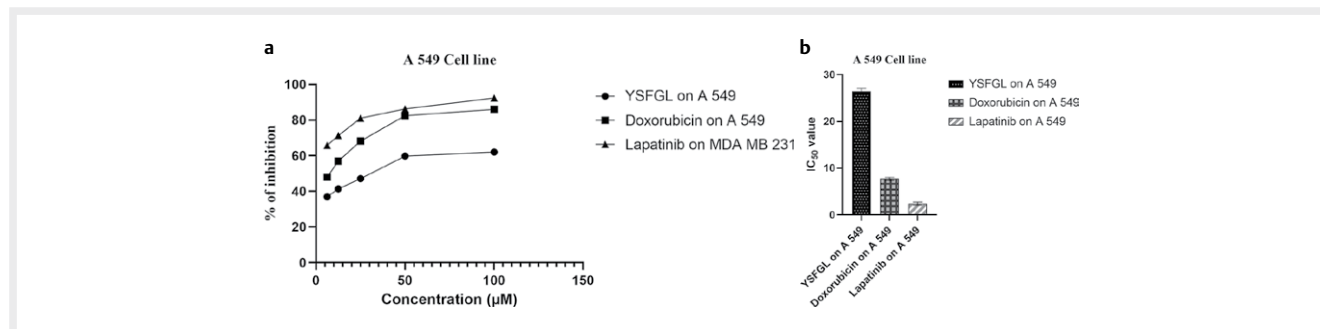 a
A 549 Cell line
100
80
60
40
20
0
% of inhibition
0
50
100
150
Concentration (µM)
YSFGL on A 549
Doxorubicin on A 549
Lapatinib on MDA MB 231
b
A 549 Cell line
30
20
10
0
IC50 value
YSFGL on A 549
Doxorubicin on A 549
Lapatinib on A 549
YSFGL on A 549
Doxorubicin on A 549
Lapatinib on A 549